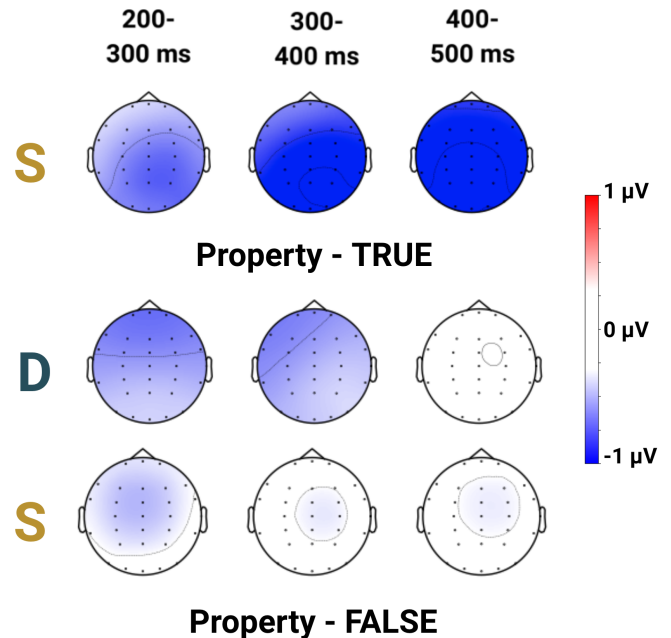 200-
300 ms
300-
400 ms
400-
500 ms
S
Property - TRUE
1 µV
0 µV
-1 µV
D
S
Property - FALSE